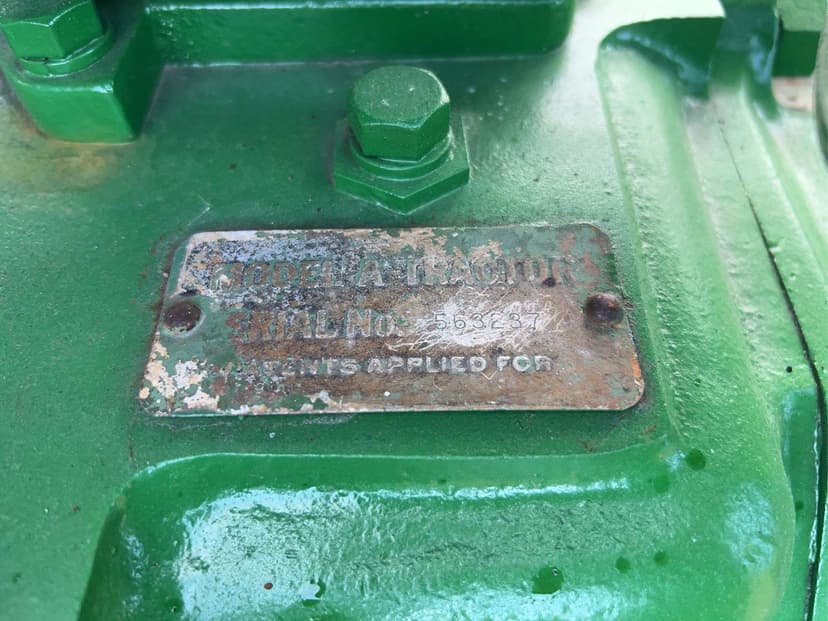 MODEL A TRACTOR
SERIAL NO. 563237
PATENTS APPLIED FOR